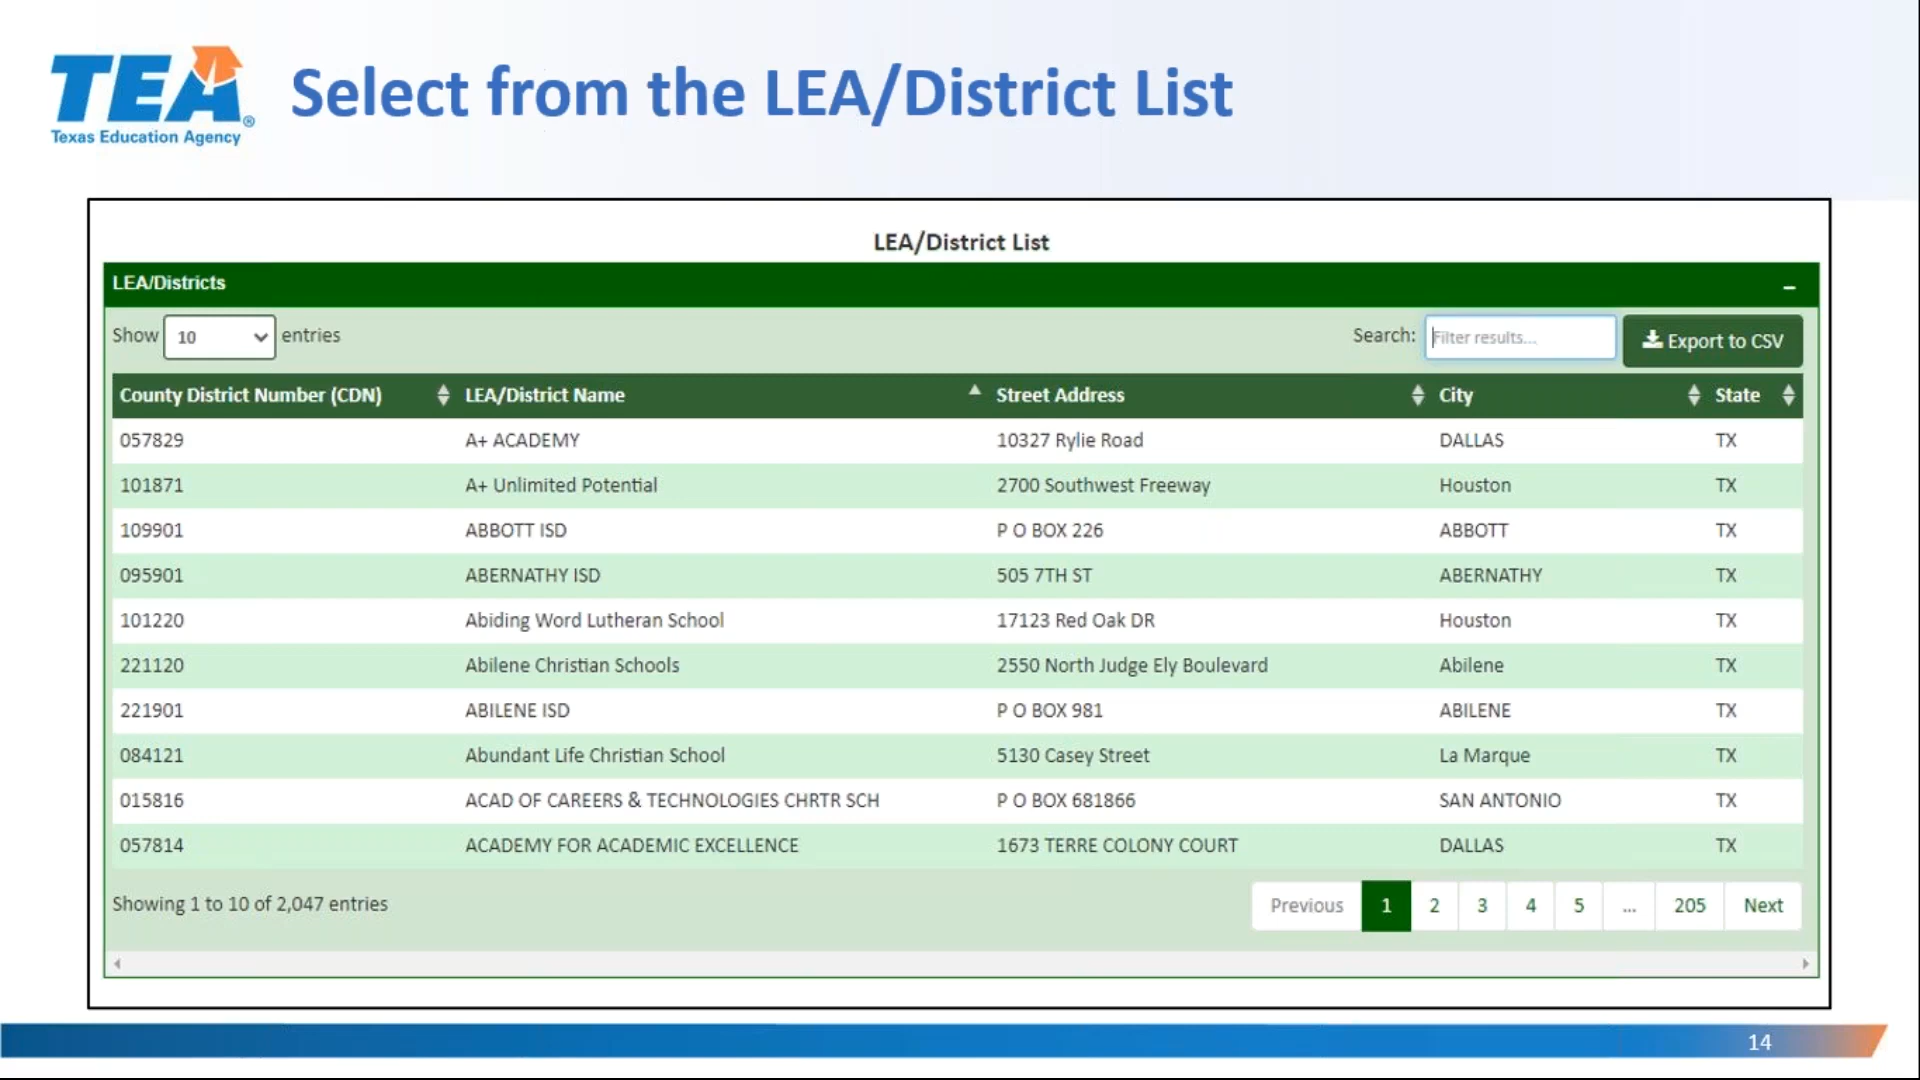 TEA®
Texas Education Agency
Select from the LEA/District List
LEA/District List
LEA/Districts
Show 10 entries Search: Filter results... Export to CSV
County District Number (CDN) LEA/District Name Street Address City State
057829 A+ ACADEMY 10327 Rylie Road DALLAS TX
101871 A+ Unlimited Potential 2700 Southwest Freeway Houston TX
109901 ABBOTT ISD P O BOX 226 ABBOTT TX
095901 ABERNATHY ISD 505 7TH ST ABERNATHY TX
101220 Abiding Word Lutheran School 17123 Red Oak DR Houston TX
221120 Abilene Christian Schools 2550 North Judge Ely Boulevard Abilene TX
221901 ABILENE ISD P O BOX 981 ABILENE TX
084121 Abundant Life Christian School 5130 Casey Street La Marque TX
015816 ACAD OF CAREERS & TECHNOLOGIES CHRTR SCH P O BOX 681866 SAN ANTONIO TX
057814 ACADEMY FOR ACADEMIC EXCELLENCE 1673 TERRE COLONY COURT DALLAS TX
Showing 1 to 10 of 2,047 entries Previous 1 2 3 4 5 ... 205 Next
14